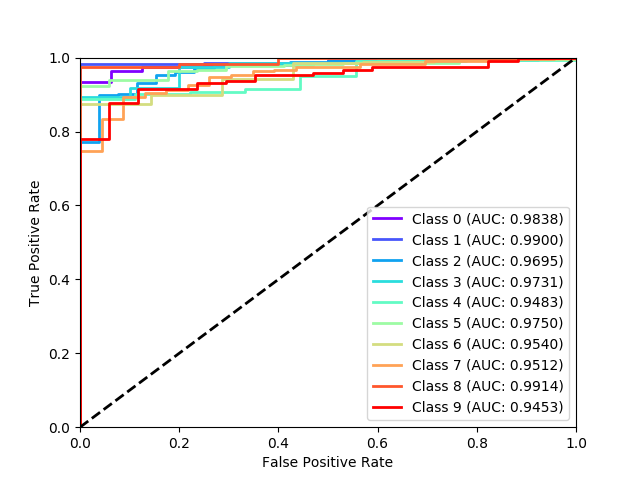 1.0
0.8
0.6
0.4
0.2
0.0
True Positive Rate
Class 0 (AUC: 0.9838)
Class 1 (AUC: 0.9900)
Class 2 (AUC: 0.9695)
Class 3 (AUC: 0.9731)
Class 4 (AUC: 0.9483)
Class 5 (AUC: 0.9750)
Class 6 (AUC: 0.9540)
Class 7 (AUC: 0.9512)
Class 8 (AUC: 0.9914)
Class 9 (AUC: 0.9453)
0.0 0.2 0.4 0.6 0.8 1.0
False Positive Rate